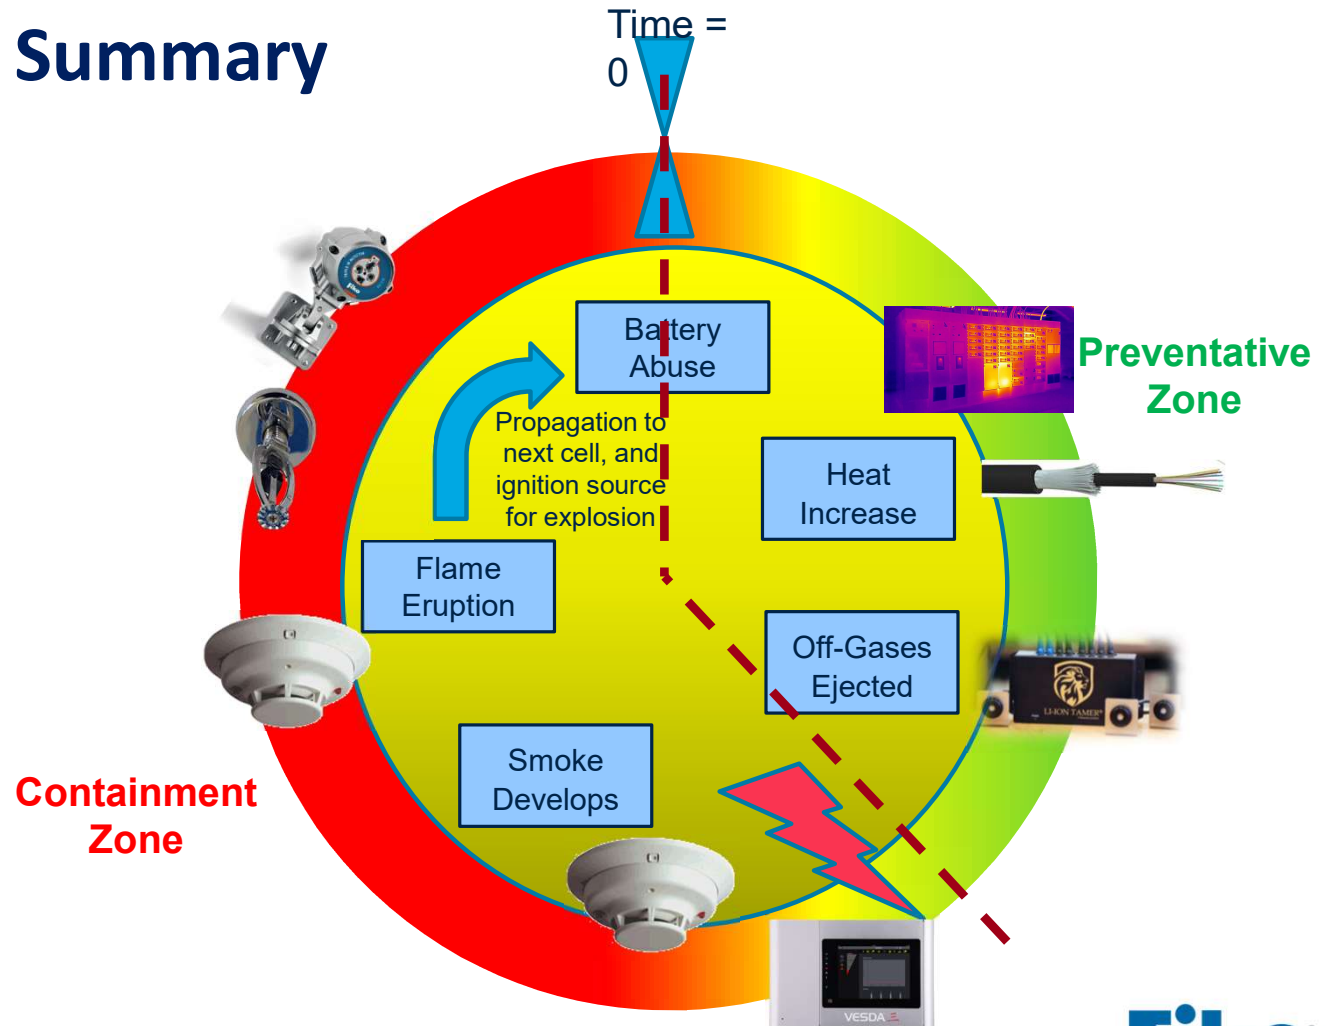 Summary
Time =
0
Battery
Abuse
Preventative
Zone
Propagation to
next cell, and
ignition source
for explosion
Heat
Increase
Flame
Eruption
Off-Gases
Ejected
LI-ION TAMER
Smoke
Develops
Containment
Zone
VESDA